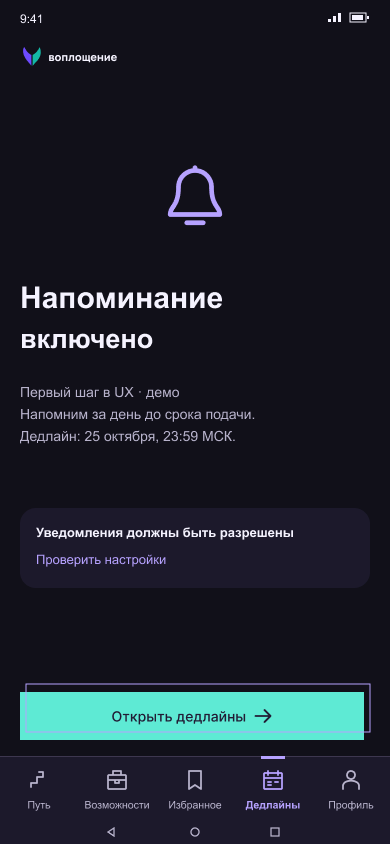 9:41
воплощение
Напоминание
включено
Первый шаг в UX · демо
Напомним за день до срока подачи.
Дедлайн: 25 октября, 23:59 МСК.
Уведомления должны быть разрешены
Проверить настройки
Открыть дедлайны
Путь
Возможности
Избранное
Дедлайны
Профиль